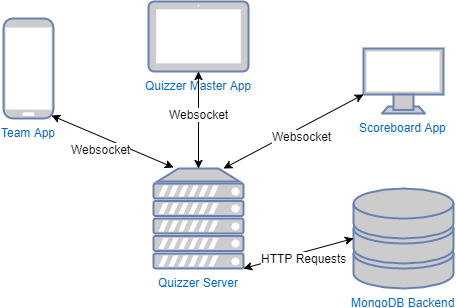 Quizzer Master App
Team App
Scoreboard App
Websocket
Websocket
Websocket
Quizzer Server
HTTP Requests
MongoDB Backend